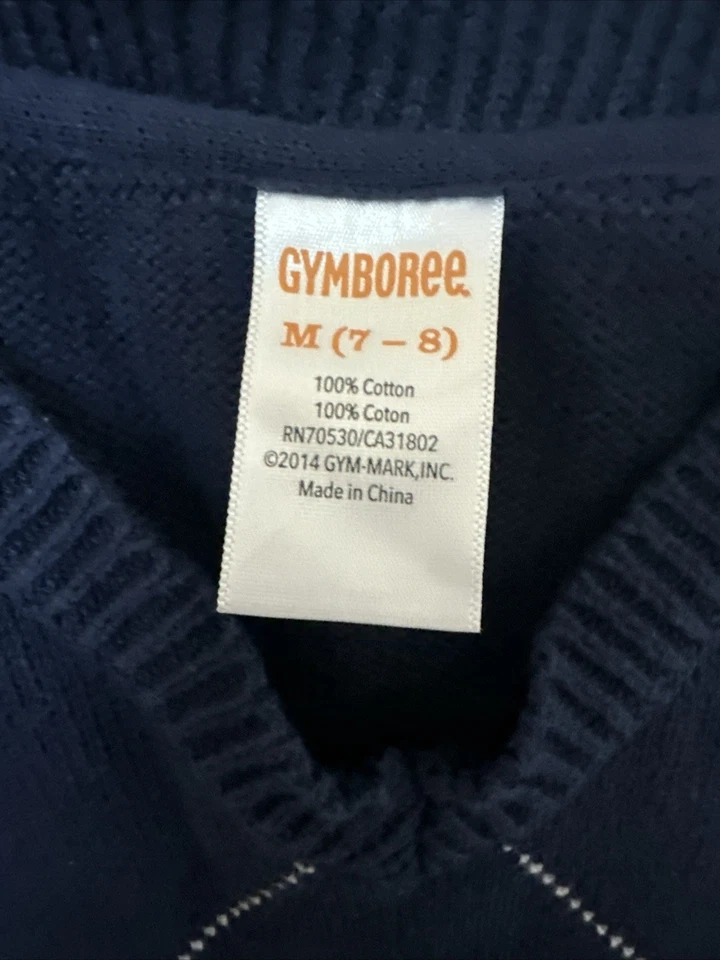 GYMBOREE
M (7 – 8)
100% Cotton
100% Coton
RN70530/CA31802
©2014 GYM-MARK,INC.
Made in China